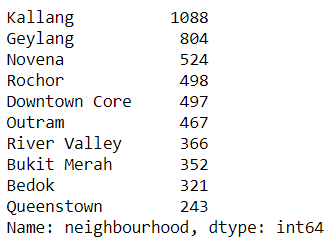 Kallang 1088
Geylang 804
Novena 524
Rochor 498
Downtown Core 497
Outram 467
River Valley 366
Bukit Merah 352
Bedok 321
Queenstown 243
Name: neighbourhood, dtype: int64